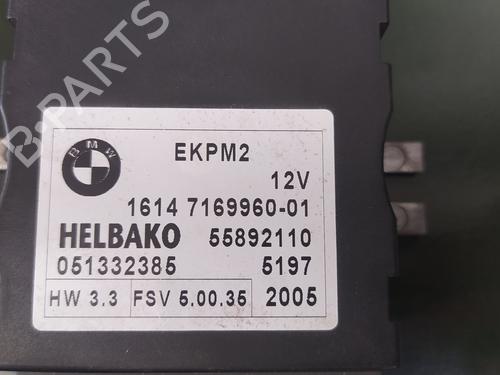 B-PARTS
BMW
EKPM2
12V
1614 7169960-01
HELBAKO 55892110
051332385 5197
HW 3.3 FSV 5.00.35 2005